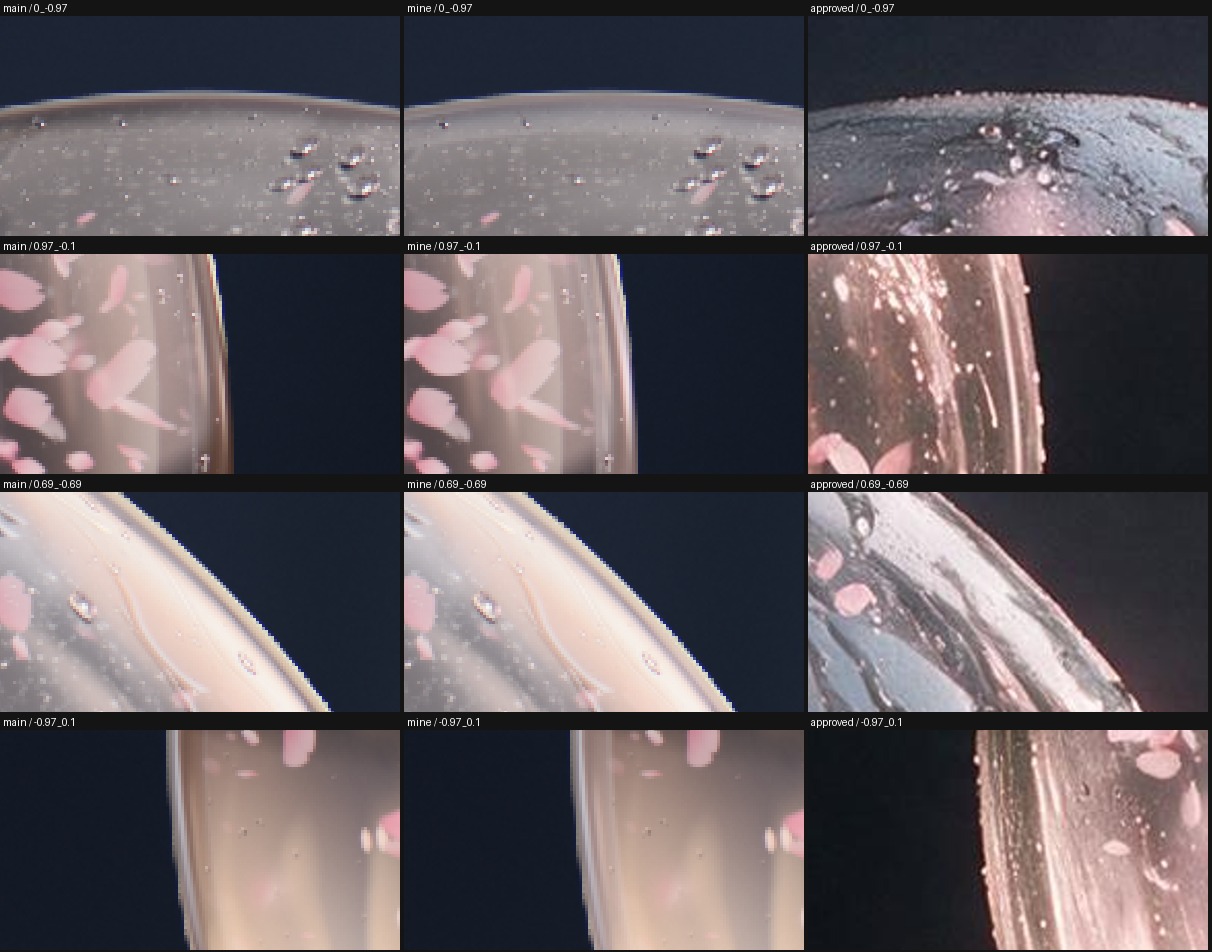 main / 0_-0.97
mine / 0_-0.97
approved / 0_-0.97
main / 0.97_-0.1
mine / 0.97_-0.1
approved / 0.97_-0.1
main / 0.69_-0.69
mine / 0.69_-0.69
approved / 0.69_-0.69
main / -0.97_0.1
mine / -0.97_0.1
approved / -0.97_0.1